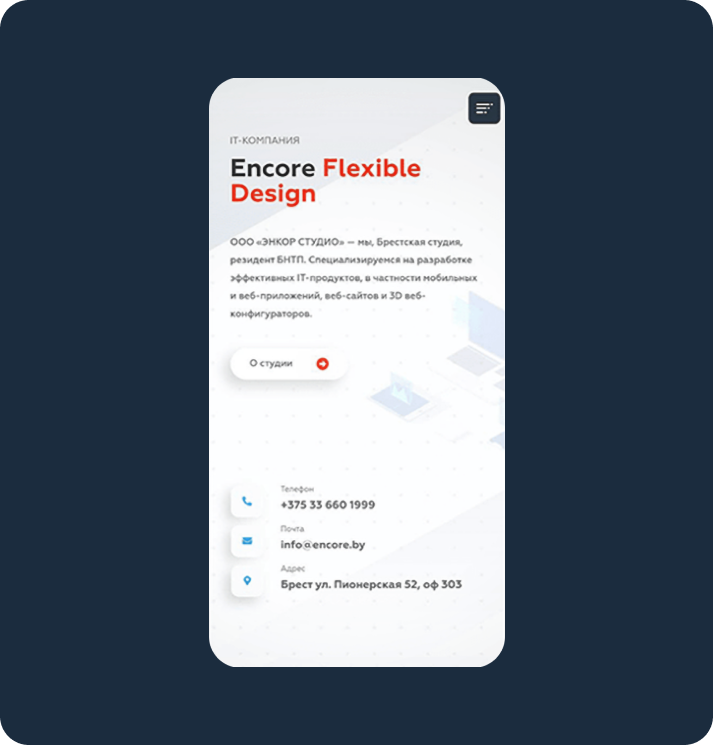 IT-КОМПАНИЯ
Encore Flexible
Design
ООО «ЭНКОР СТУДИО» — мы, Брестская студия,
резидент БНТП. Специализируемся на разработке
эффективных IT-продуктов, в частности мобильных
и веб-приложений, веб-сайтов и 3D веб-
конфигураторов.
О студии
Телефон
+375 33 660 1999
Почта
info@encore.by
Адрес
Брест ул. Пионерская 52, оф 303